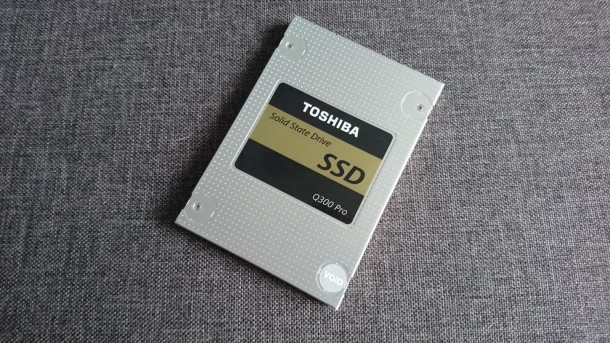 TOSHIBA
Solid State Drive
SSD
Q300 Pro
VOID